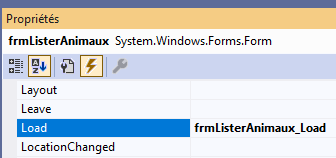 Propriétés
frmListerAnimaux System.Windows.Forms.Form
Layout
Leave
Load frmListerAnimaux_Load
LocationChanged